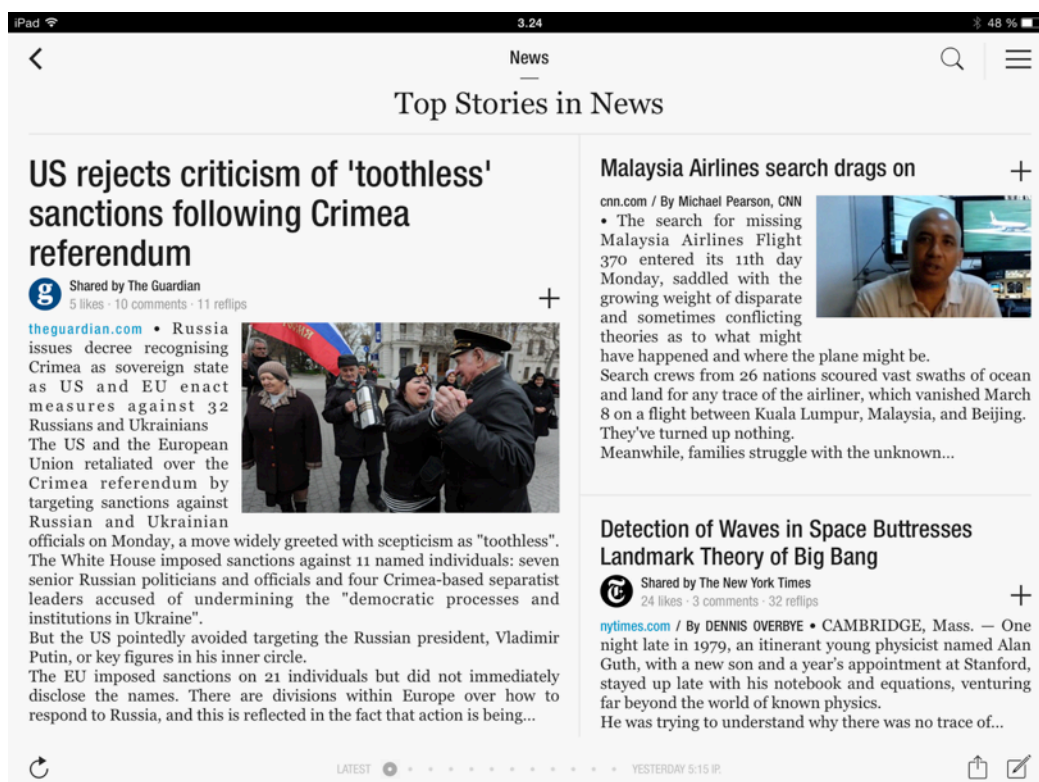 iPad 3.24 48 %
News
Top Stories in News
US rejects criticism of 'toothless'
sanctions following Crimea
referendum
g Shared by The Guardian
5 likes · 10 comments · 11 reflips
theguardian.com • Russia
issues decree recognising
Crimea as sovereign state
as US and EU enact
measures against 32
Russians and Ukrainians
The US and the European
Union retaliated over the
Crimea referendum by
targeting sanctions against
Russian and Ukrainian
officials on Monday, a move widely greeted with scepticism as "toothless".
The White House imposed sanctions against 11 named individuals: seven
senior Russian politicians and officials and four Crimea-based separatist
leaders accused of undermining the "democratic processes and
institutions in Ukraine".
But the US pointedly avoided targeting the Russian president, Vladimir
Putin, or key figures in his inner circle.
The EU imposed sanctions on 21 individuals but did not immediately
disclose the names. There are divisions within Europe over how to
respond to Russia, and this is reflected in the fact that action is being...
Malaysia Airlines search drags on
cnn.com / By Michael Pearson, CNN
• The search for missing
Malaysia Airlines Flight
370 entered its 11th day
Monday, saddled with the
growing weight of disparate
and sometimes conflicting
theories as to what might
have happened and where the plane might be.
Search crews from 26 nations scoured vast swaths of ocean
and land for any trace of the airliner, which vanished March
8 on a flight between Kuala Lumpur, Malaysia, and Beijing.
They've turned up nothing.
Meanwhile, families struggle with the unknown...
Detection of Waves in Space Buttresses
Landmark Theory of Big Bang
T Shared by The New York Times
24 likes · 3 comments · 32 reflips
nytimes.com / By DENNIS OVERBYE • CAMBRIDGE, Mass. — One
night late in 1979, an itinerant young physicist named Alan
Guth, with a new son and a year's appointment at Stanford,
stayed up late with his notebook and equations, venturing
far beyond the world of known physics.
He was trying to understand why there was no trace of...
LATEST YESTERDAY 5:15 IP.